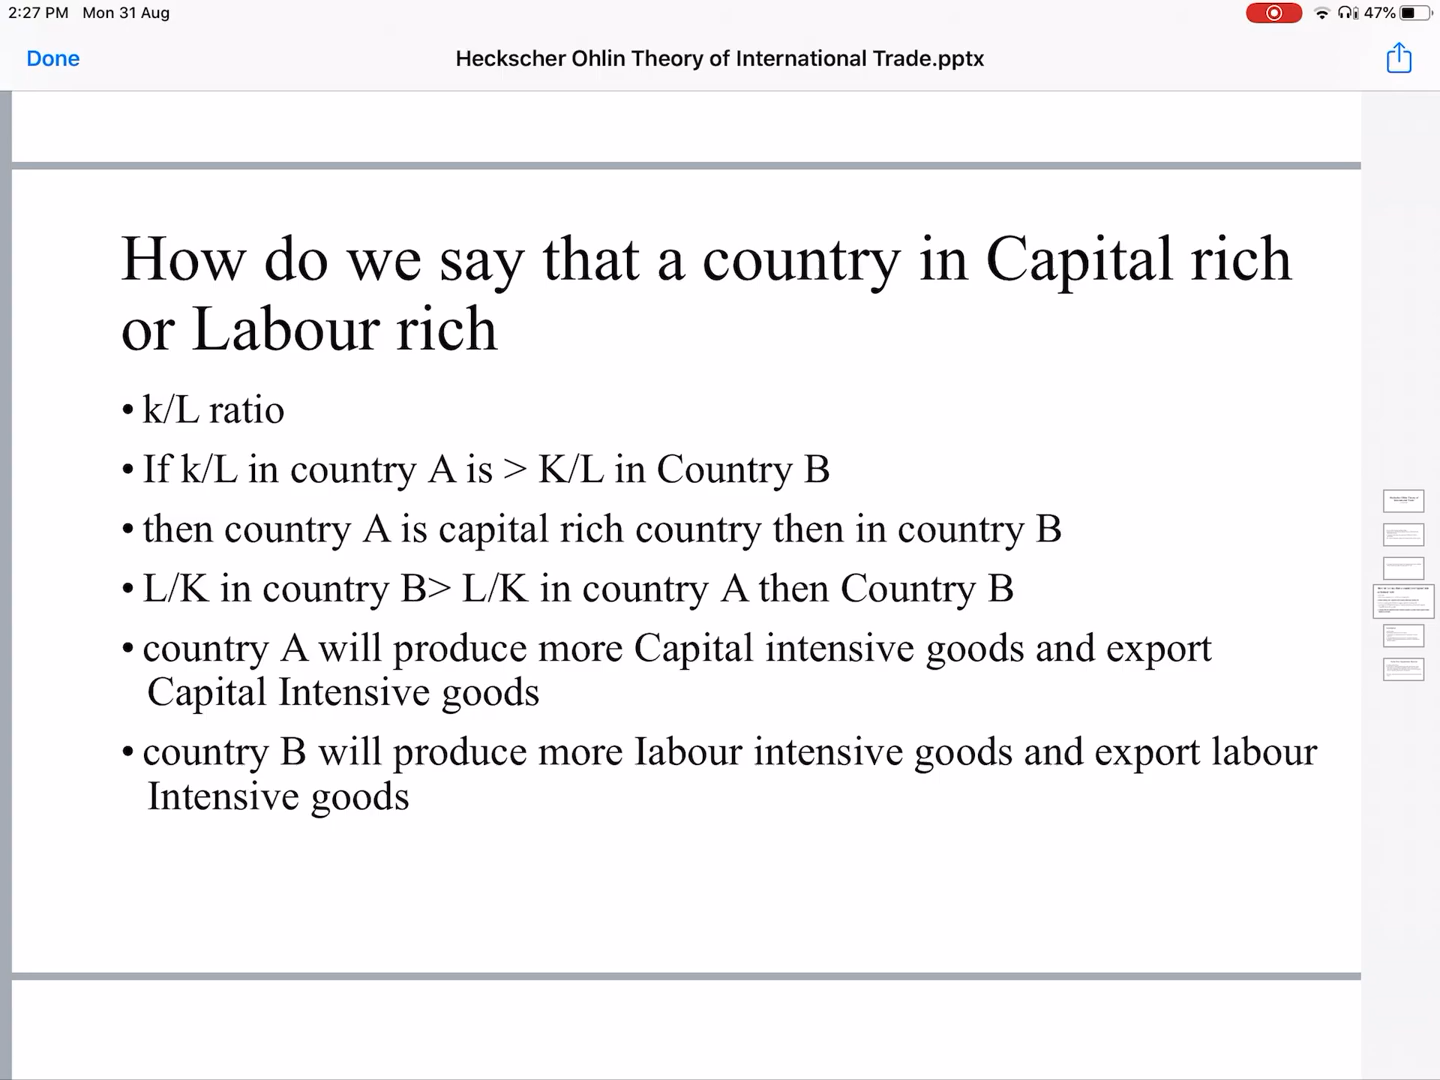 2:27 PM Mon 31 Aug
47%
Done
Heckscher Ohlin Theory of International Trade.pptx
How do we say that a country in Capital rich
or Labour rich
• k/L ratio
• If k/L in country A is > K/L in Country B
• then country A is capital rich country then in country B
• L/K in country B> L/K in country A then Country B
• country A will produce more Capital intensive goods and export
Capital Intensive goods
• country B will produce more Iabour intensive goods and export labour
Intensive goods